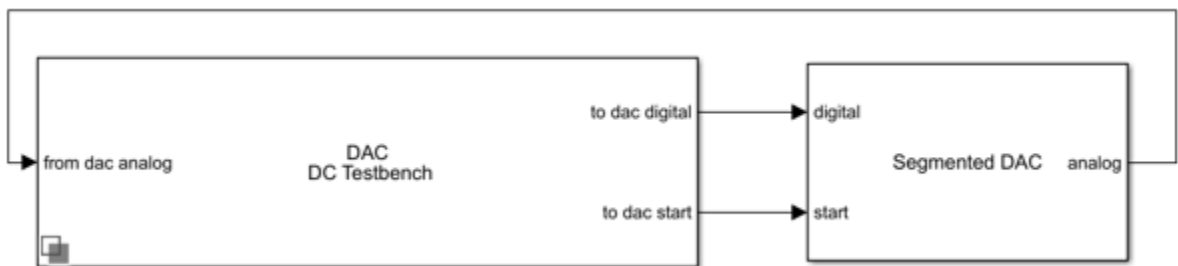 to dac digital
digital
from dac analog
DAC
DC Testbench
Segmented DAC
analog
to dac start
start